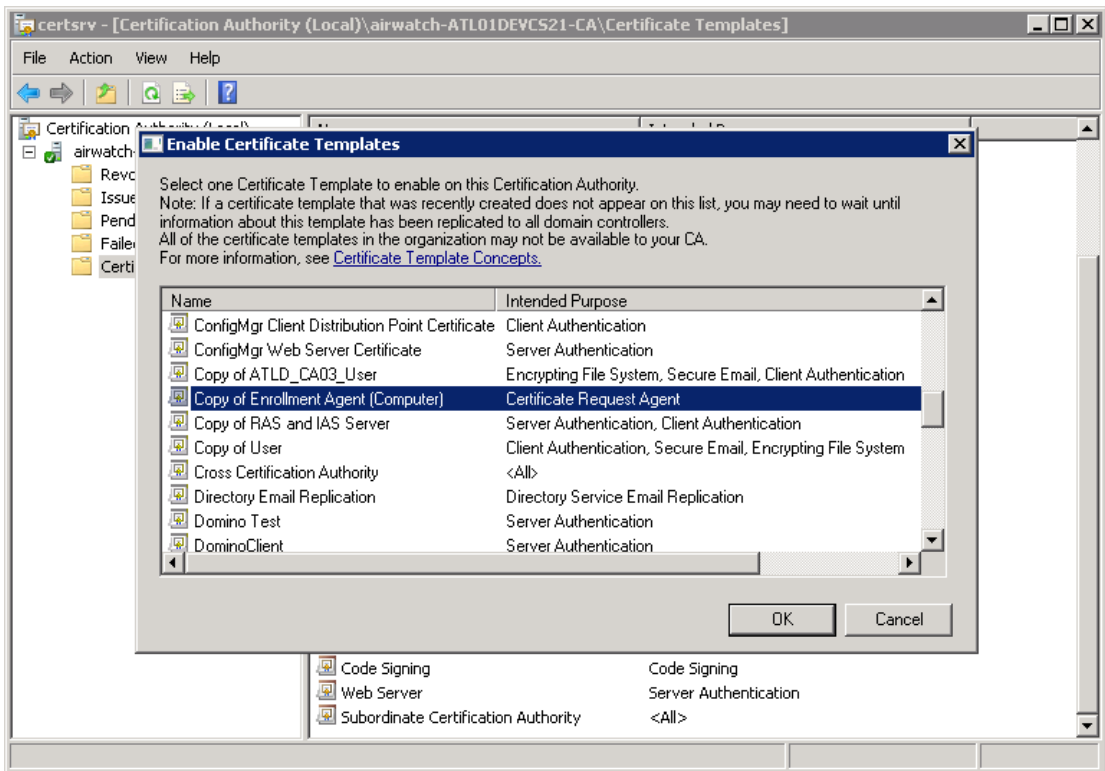 certsrv - [Certification Authority (Local)\airwatch-ATL01DEVCS21-CA\Certificate Templates]
File Action View Help
Certification
airwatch-
Revo
Issue
Pend
Failed
Certi
Enable Certificate Templates
Select one Certificate Template to enable on this Certification Authority.
Note: If a certificate template that was recently created does not appear on this list, you may need to wait until
information about this template has been replicated to all domain controllers.
All of the certificate templates in the organization may not be available to your CA.
For more information, see Certificate Template Concepts.
Name Intended Purpose
ConfigMgr Client Distribution Point Certificate Client Authentication
ConfigMgr Web Server Certificate Server Authentication
Copy of ATLD_CA03_User Encrypting File System, Secure Email, Client Authentication
Copy of Enrollment Agent (Computer) Certificate Request Agent
Copy of RAS and IAS Server Server Authentication, Client Authentication
Copy of User Client Authentication, Secure Email, Encrypting File System
Cross Certification Authority <All>
Directory Email Replication Directory Service Email Replication
Domino Test Server Authentication
DominoClient Server Authentication
OK Cancel
Code Signing Code Signing
Web Server Server Authentication
Subordinate Certification Authority <All>